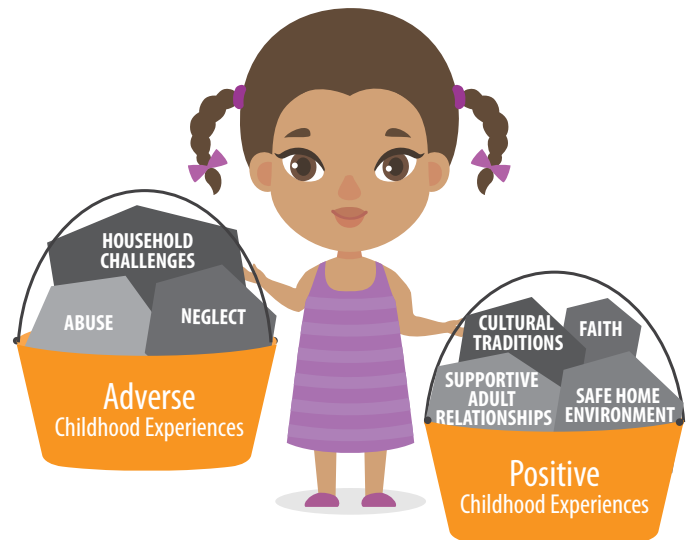 HOUSEHOLD
CHALLENGES
ABUSE
NEGLECT
Adverse
Childhood Experiences
CULTURAL
TRADITIONS
FAITH
SUPPORTIVE
ADULT
RELATIONSHIPS
SAFE HOME
ENVIRONMENT
Positive
Childhood Experiences